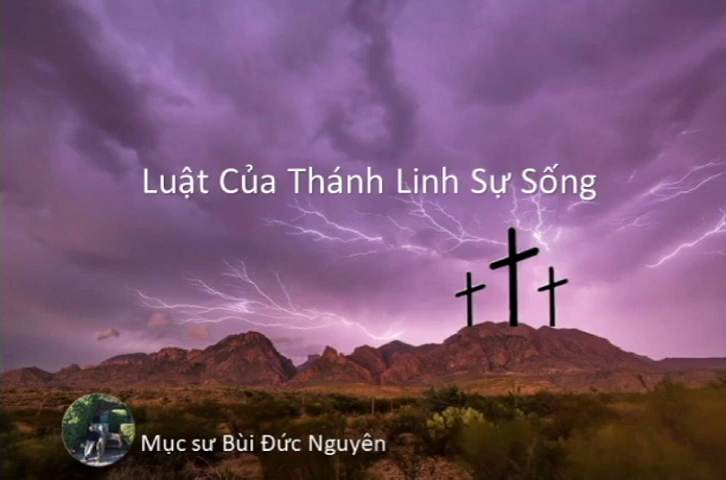 Luật Của Thánh Linh Sự Sống
Mục sư Bùi Đức Nguyên